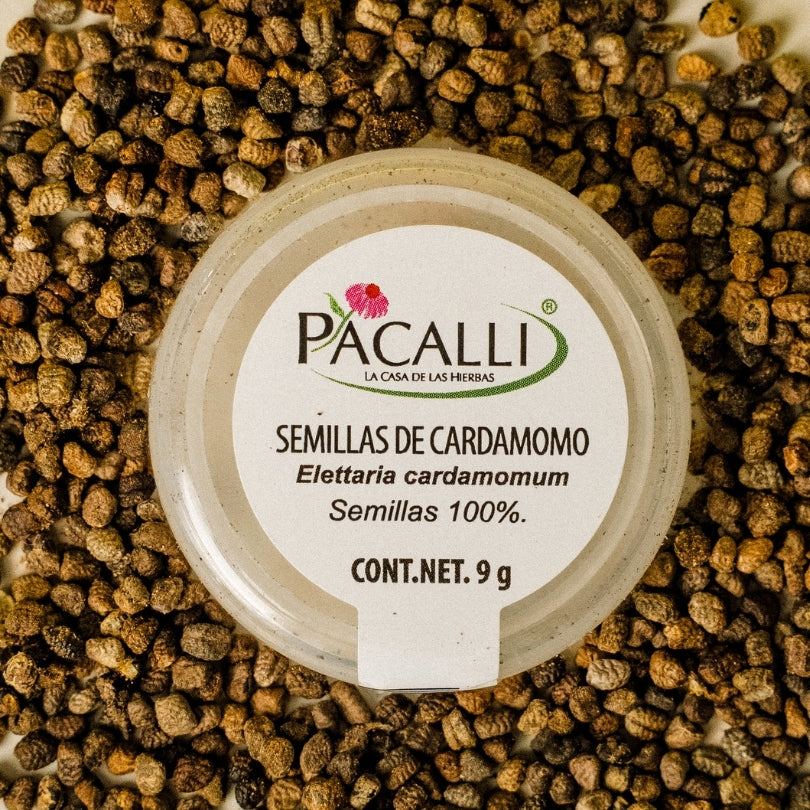 PACALLI®
LA CASA DE LAS HIERBAS
SEMILLAS DE CARDAMOMO
Elettaria cardamomum
Semillas 100%.
CONT.NET. 9 g